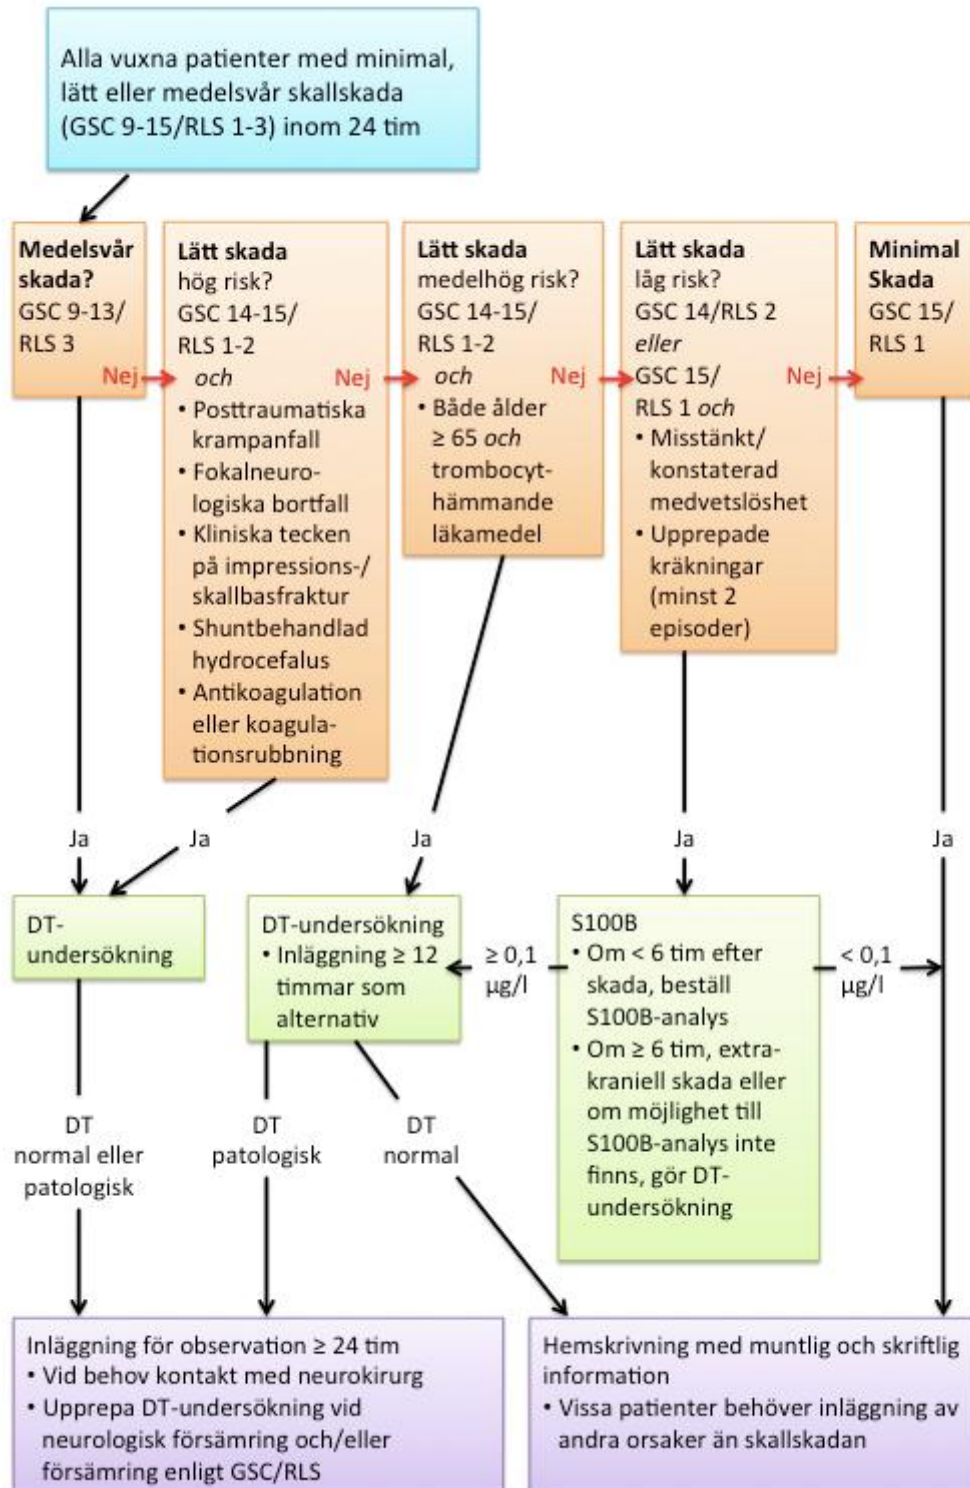 Alla vuxna patienter med minimal,
lätt eller medelsvår skallskada
(GSC 9-15/RLS 1-3) inom 24 tim
Medelsvår
skada?
GSC 9-13/
RLS 3
Nej
Lätt skada
hög risk?
GSC 14-15/
RLS 1-2
och
Nej
• Posttraumatiska
krampanfall
• Fokalneuro-
logiska bortfall
• Kliniska tecken
på impressions-/
skallbasfraktur
• Shuntbehandlad
hydrocefalus
• Antikoagulation
eller koagula-
tionsrubbning
Lätt skada
medelhög risk?
GSC 14-15/
RLS 1-2
och
Nej
• Både ålder
≥ 65 och
trombocyt-
hämmande
läkamedel
Lätt skada
låg risk?
GSC 14/RLS 2
eller
GSC 15/
Nej
RLS 1 och
• Misstänkt/
konstaterad
medvetslöshet
• Upprepade
kräkningar
(minst 2
episoder)
Minimal
Skada
GSC 15/
RLS 1
Ja
Ja
Ja
Ja
Ja
DT-
undersökning
DT-undersökning
• Inläggning ≥ 12
timmar som
alternativ
≥ 0,1
µg/l
S100B
• Om < 6 tim efter
skada, beställ
S100B-analys
• Om ≥ 6 tim, extra-
kraniell skada eller
om möjlighet till
S100B-analys inte
finns, gör DT-
undersökning
< 0,1
µg/l
DT
normal eller
patologisk
DT
patologisk
DT
normal
Inläggning för observation ≥ 24 tim
• Vid behov kontakt med neurokirurg
• Upprepa DT-undersökning vid
neurologisk försämring och/eller
försämring enligt GSC/RLS
Hemskrivning med muntlig och skriftlig
information
• Vissa patienter behöver inläggning av
andra orsaker än skallskadan